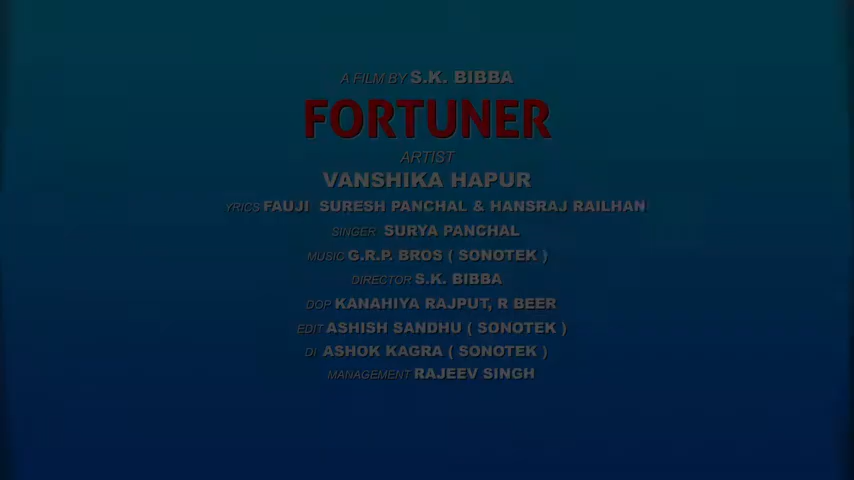 A FILM BY S.K. BIBBA
FORTUNER
ARTIST
VANSHIKA HAPUR
YRICS FAUJI SURESH PANCHAL & HANSRAJ RAILHAN
SINGER SURYA PANCHAL
MUSIC G.R.P. BROS ( SONOTEK )
DIRECTOR S.K. BIBBA
DOP KANAHIYA RAJPUT, R BEER
EDIT ASHISH SANDHU ( SONOTEK )
DI ASHOK KAGRA ( SONOTEK )
MANAGEMENT RAJEEV SINGH